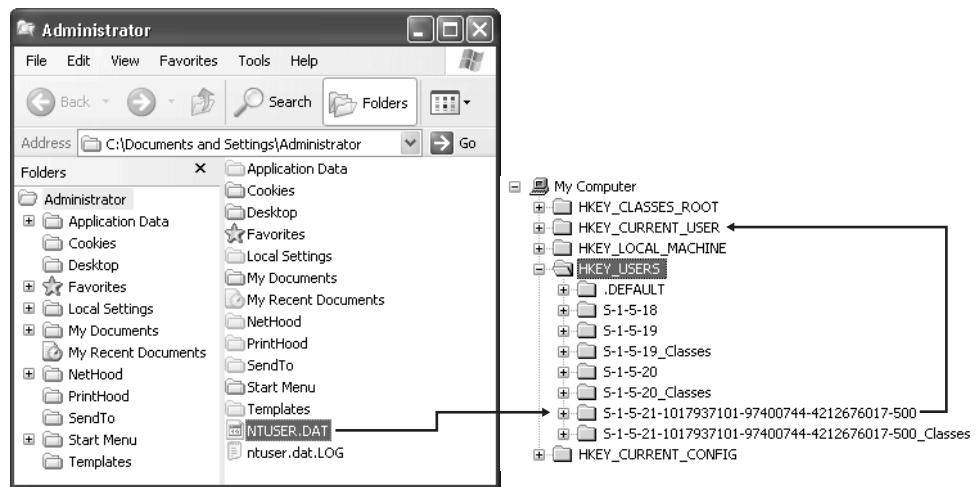 Administrator
File Edit View Favorites Tools Help
Back Search Folders
Address C:\Documents and Settings\Administrator Go
Folders
Administrator
Application Data
Cookies
Desktop
Favorites
Local Settings
My Documents
My Recent Documents
NetHood
PrintHood
SendTo
Start Menu
Templates
Application Data
Cookies
Desktop
Favorites
Local Settings
My Documents
My Recent Documents
NetHood
PrintHood
SendTo
Start Menu
Templates
NTUSER.DAT
ntuser.dat.LOG
My Computer
HKEY_CLASSES_ROOT
HKEY_CURRENT_USER
HKEY_LOCAL_MACHINE
HKEY_USERS
.DEFAULT
S-1-5-18
S-1-5-19
S-1-5-19_Classes
S-1-5-20
S-1-5-20_Classes
S-1-5-21-1017937101-97400744-4212676017-500
S-1-5-21-1017937101-97400744-4212676017-500_Classes
HKEY_CURRENT_CONFIG